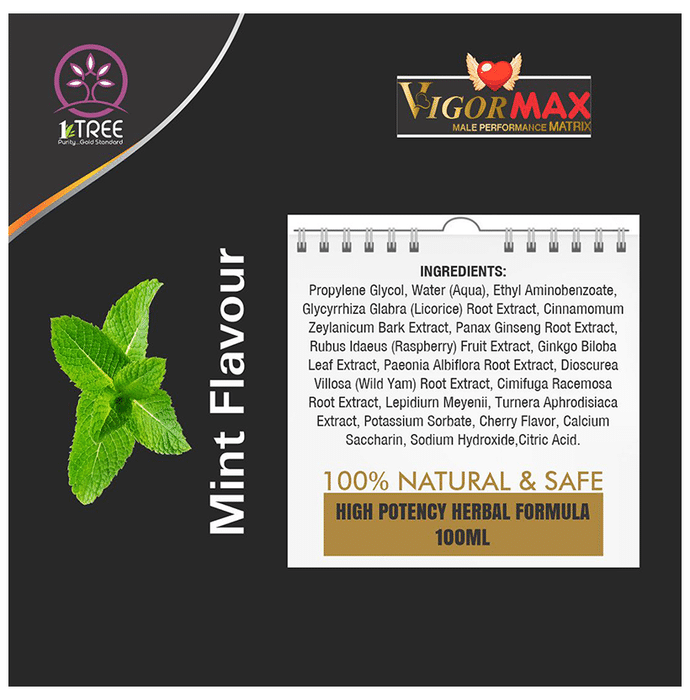 1 TREE
Purity...Gold Standard
VIGORMAX
MALE PERFORMANCE MATRIX
Mint Flavour
INGREDIENTS:
Propylene Glycol, Water (Aqua), Ethyl Aminobenzoate,
Glycyrrhiza Glabra (Licorice) Root Extract, Cinnamomum
Zeylanicum Bark Extract, Panax Ginseng Root Extract,
Rubus Idaeus (Raspberry) Fruit Extract, Ginkgo Biloba
Leaf Extract, Paeonia Albiflora Root Extract, Dioscurea
Villosa (Wild Yam) Root Extract, Cimifuga Racemosa
Root Extract, Lepidiurn Meyenii, Turnera Aphrodisiaca
Extract, Potassium Sorbate, Cherry Flavor, Calcium
Saccharin, Sodium Hydroxide,Citric Acid.
100% NATURAL & SAFE
HIGH POTENCY HERBAL FORMULA
100ML